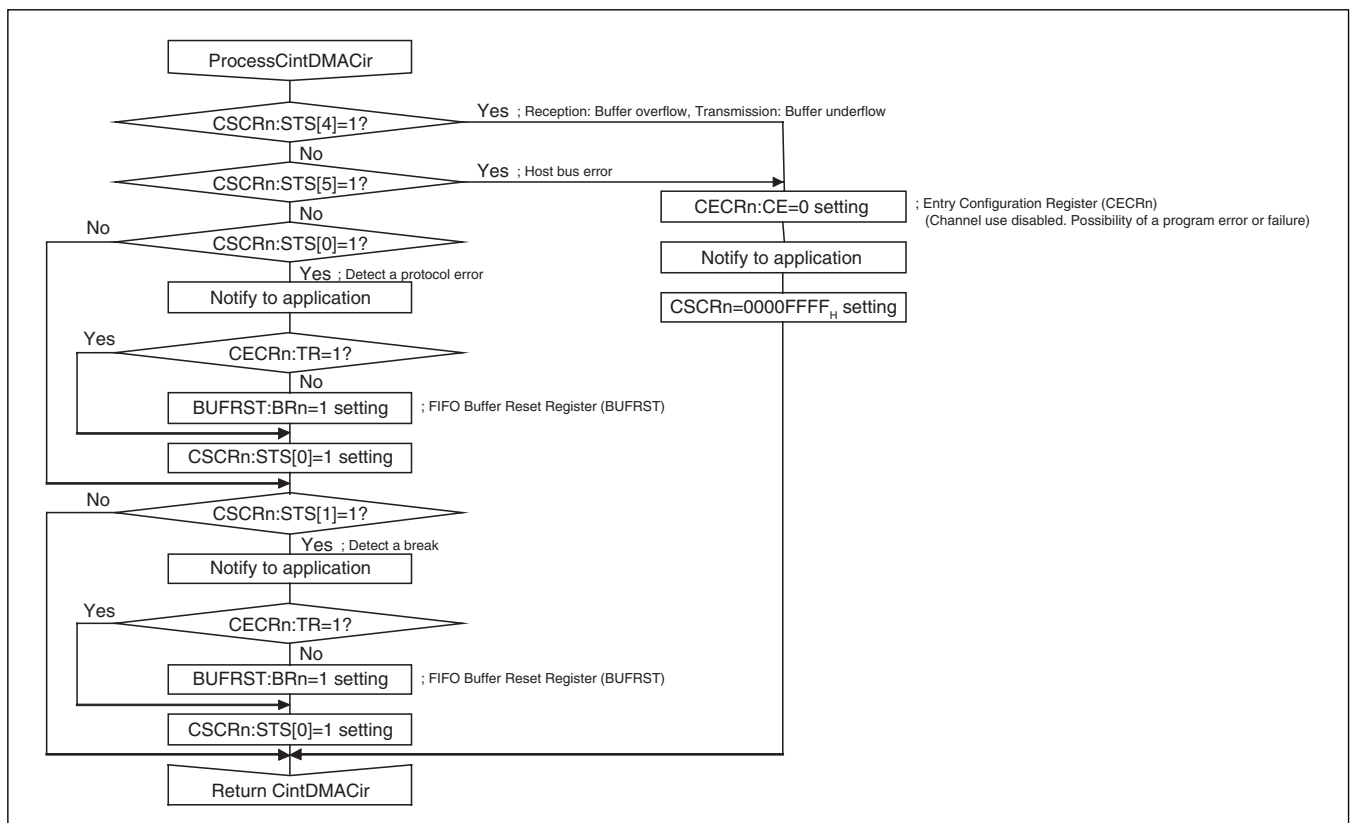 ProcessCintDMACir
CSCRn:STS[4]=1?
Yes ; Reception: Buffer overflow, Transmission: Buffer underflow
No
CSCRn:STS[5]=1?
Yes ; Host bus error
CECRn:CE=0 setting
; Entry Configuration Register (CECRn)
(Channel use disabled. Possibility of a program error or failure)
Notify to application
CSCRn=0000FFFFH setting
No
CSCRn:STS[0]=1?
No
Yes ; Detect a protocol error
Notify to application
CECRn:TR=1?
Yes
No
BUFRST:BRn=1 setting
; FIFO Buffer Reset Register (BUFRST)
CSCRn:STS[0]=1 setting
CSCRn:STS[1]=1?
No
Yes ; Detect a break
Notify to application
CECRn:TR=1?
Yes
No
BUFRST:BRn=1 setting
; FIFO Buffer Reset Register (BUFRST)
CSCRn:STS[0]=1 setting
Return CintDMACir